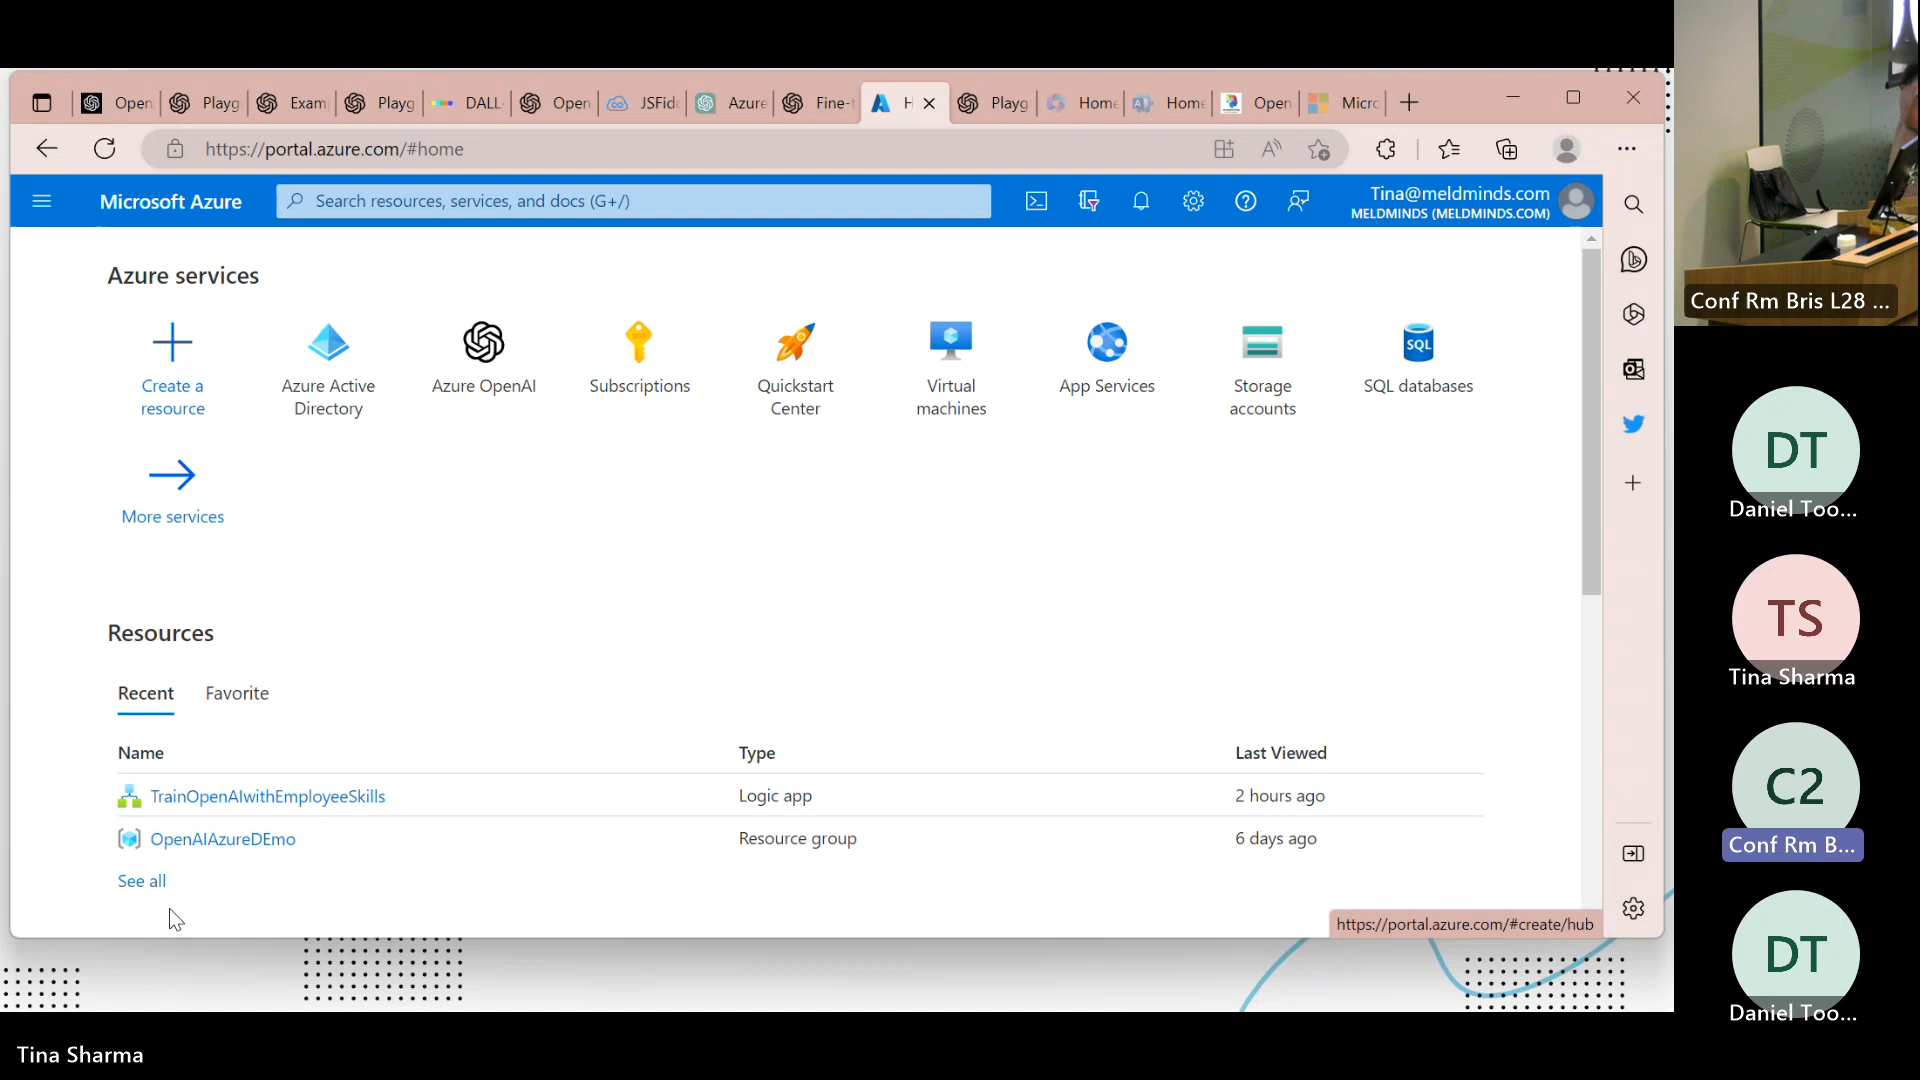 Open
Playg
Exam
Playg
DALL
Open
JSFid
Azure
Fine-t
H
Playg
Home
Home
Open
Micro
https://portal.azure.com/#home
Microsoft Azure
Search resources, services, and docs (G+/)
Tina@meldminds.com
MELDMINDS (MELDMINDS.COM)
Azure services
Create a
resource
Azure Active
Directory
Azure OpenAI
Subscriptions
Quickstart
Center
Virtual
machines
App Services
Storage
accounts
SQL
SQL databases
More services
Resources
Recent
Favorite
Name
Type
Last Viewed
TrainOpenAIwithEmployeeSkills
Logic app
2 hours ago
OpenAIAzureDEmo
Resource group
6 days ago
See all
https://portal.azure.com/#create/hub
Conf Rm Bris L28 ...
DT
Daniel Too...
TS
Tina Sharma
C2
Conf Rm B...
DT
Daniel Too...
Tina Sharma